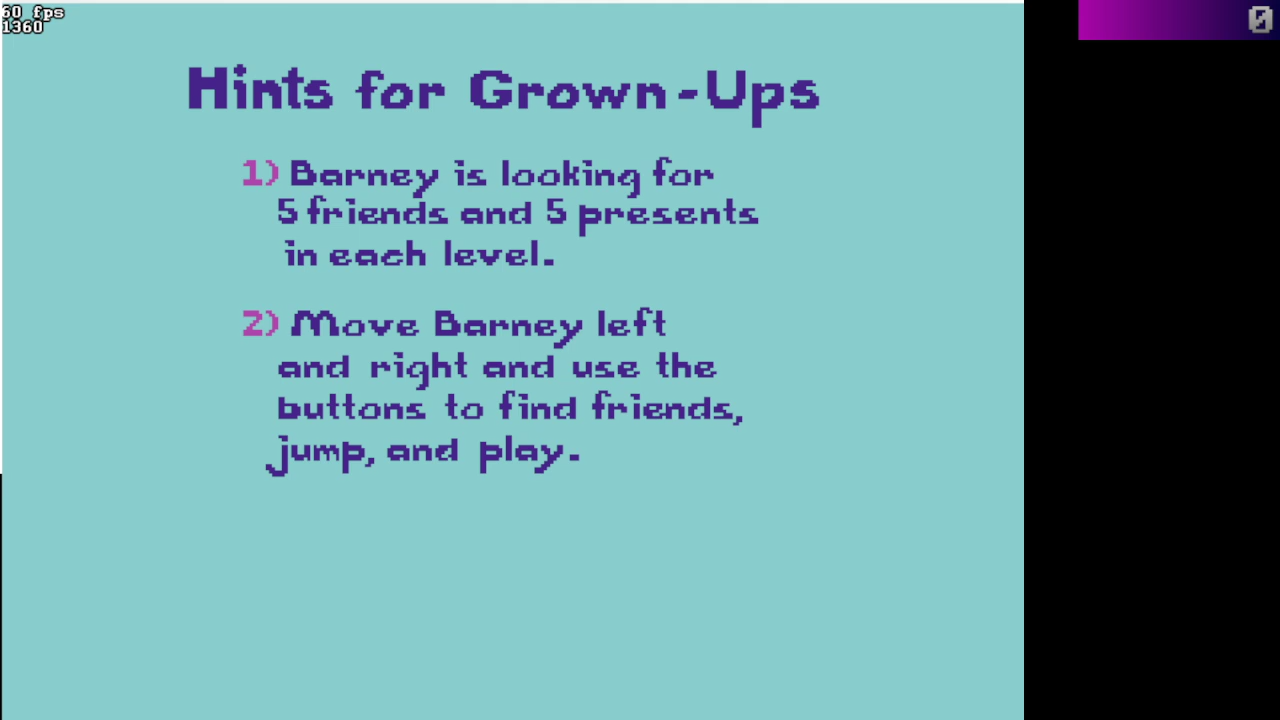 60 fps
1360
0
Hints for Grown-Ups
1) Barney is looking for
5 friends and 5 presents
in each level.
2) Move Barney left
and right and use the
buttons to find friends,
jump, and play.